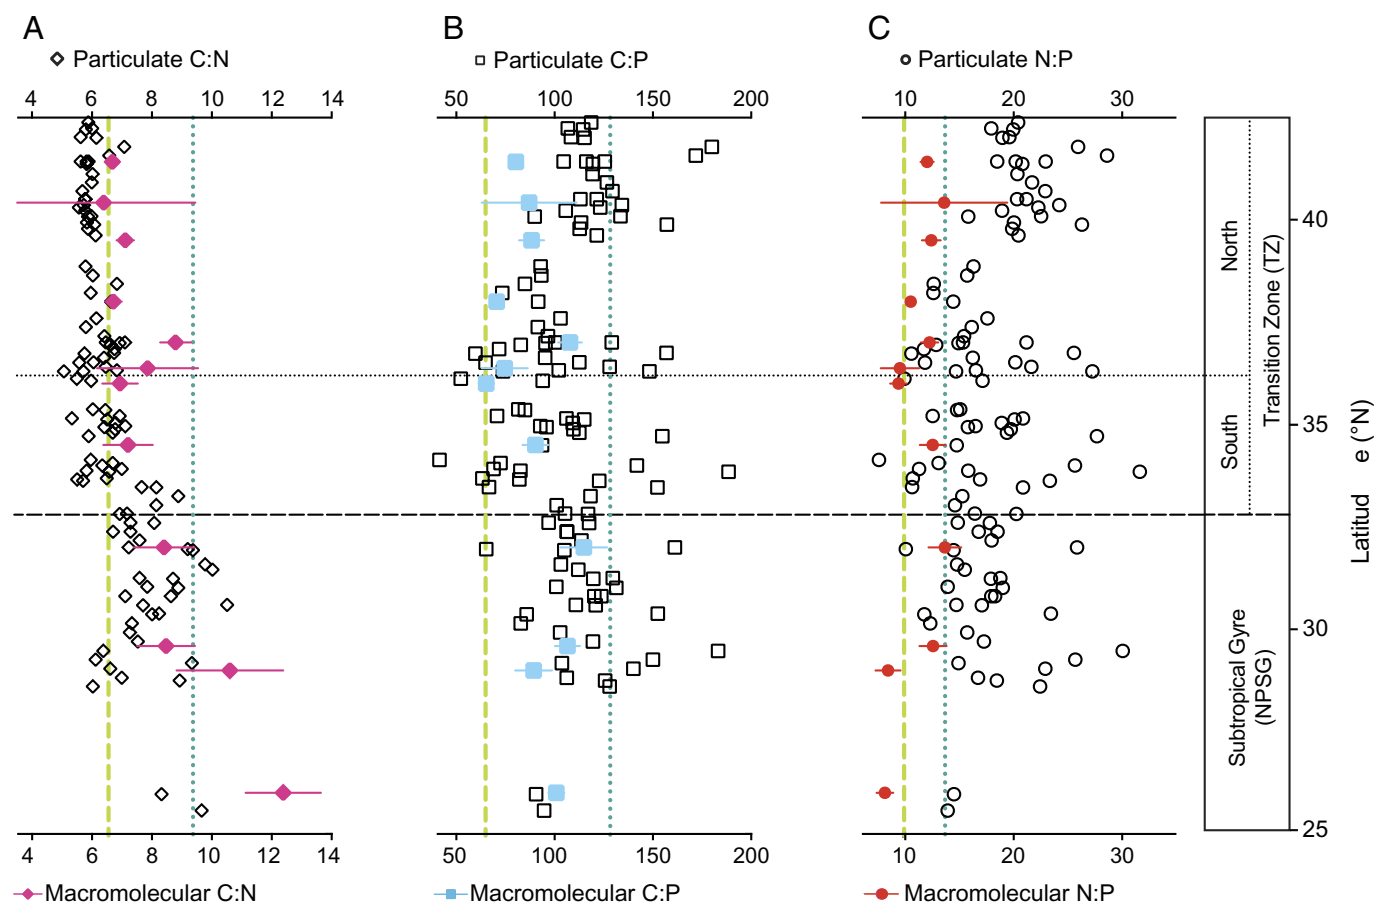 A
B
C
Particulate C:N
Particulate C:P
Particulate N:P
4 6 8 10 12 14
50 100 150 200
10 20 30
40
35
30
25
North
South
Transition Zone (TZ)
Subtropical Gyre
(NPSG)
Latitud e (°N)
4 6 8 10 12 14
50 100 150 200
10 20 30
Macromolecular C:N
Macromolecular C:P
Macromolecular N:P